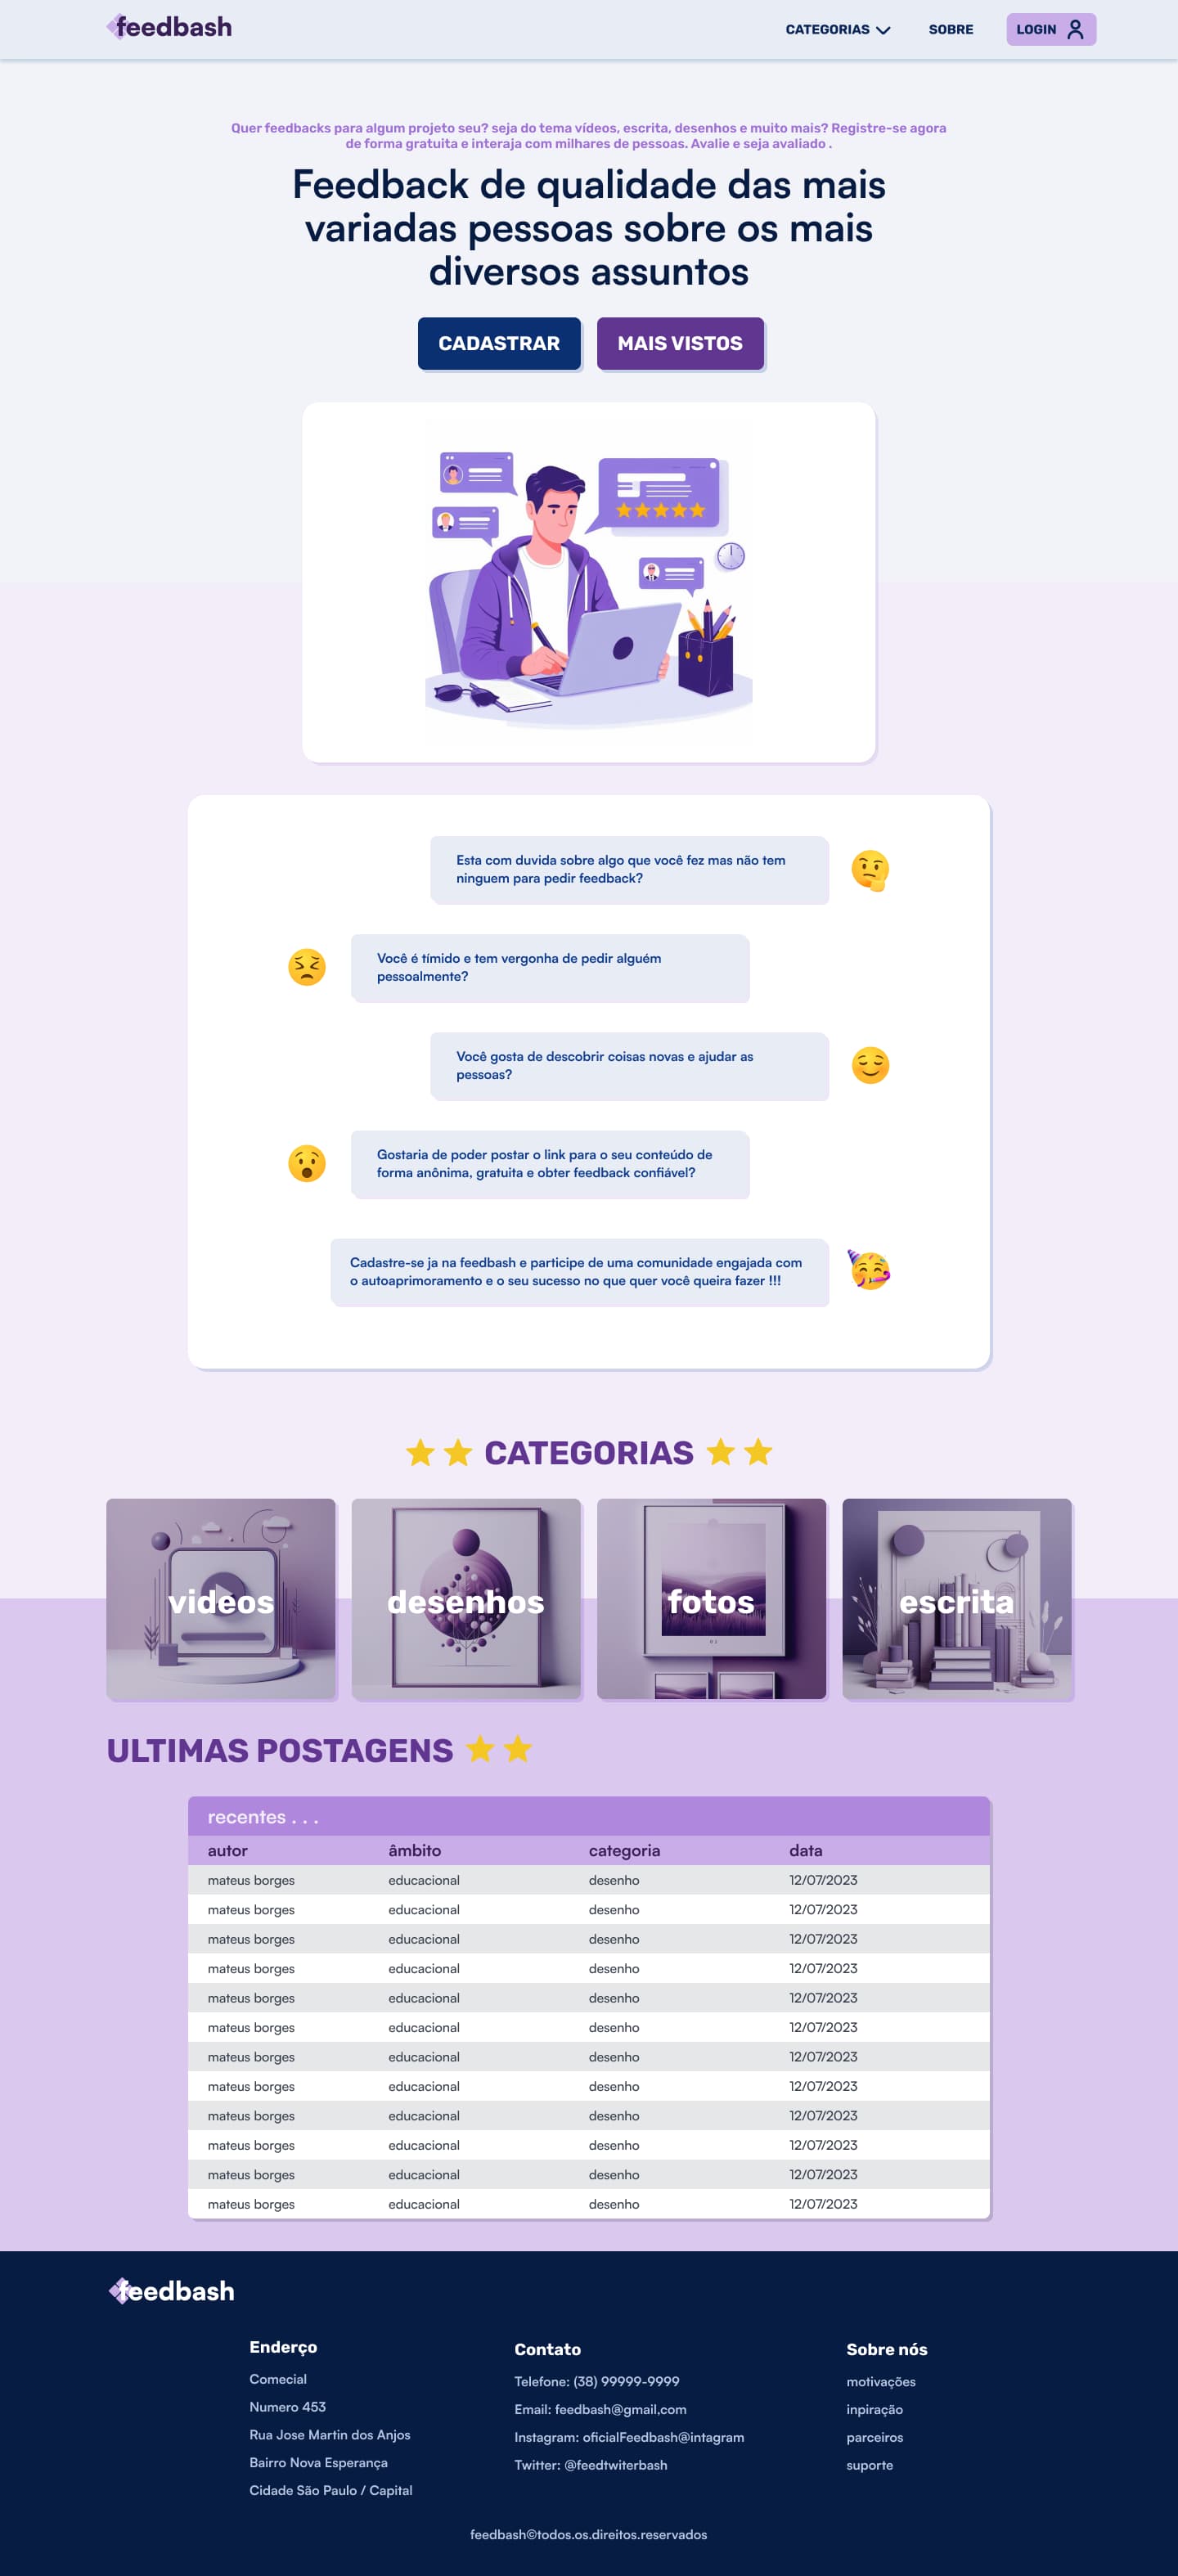 feedbash
CATEGORIAS
SOBRE
LOGIN
Quer feedbacks para algum projeto seu? seja do tema vídeos, escrita, desenhos e muito mais? Registre-se agora
de forma gratuita e interaja com milhares de pessoas. Avalie e seja avaliado .
Feedback de qualidade das mais
variadas pessoas sobre os mais
diversos assuntos
CADASTRAR
MAIS VISTOS
Esta com duvida sobre algo que você fez mas não tem
ninguem para pedir feedback?
Você é tímido e tem vergonha de pedir alguém
pessoalmente?
Você gosta de descobrir coisas novas e ajudar as
pessoas?
Gostaria de poder postar o link para o seu conteúdo de
forma anônima, gratuita e obter feedback confiável?
Cadastre-se ja na feedbash e participe de uma comunidade engajada com
o autoaprimoramento e o seu sucesso no que quer você queira fazer !!!
CATEGORIAS
videos
desenhos
fotos
escrita
ULTIMAS POSTAGENS
recentes . . .
autor âmbito categoria data
mateus borges educacional desenho 12/07/2023
mateus borges educacional desenho 12/07/2023
mateus borges educacional desenho 12/07/2023
mateus borges educacional desenho 12/07/2023
mateus borges educacional desenho 12/07/2023
mateus borges educacional desenho 12/07/2023
mateus borges educacional desenho 12/07/2023
mateus borges educacional desenho 12/07/2023
mateus borges educacional desenho 12/07/2023
mateus borges educacional desenho 12/07/2023
mateus borges educacional desenho 12/07/2023
mateus borges educacional desenho 12/07/2023
feedbash
Enderço
Comecial
Numero 453
Rua Jose Martin dos Anjos
Bairro Nova Esperança
Cidade São Paulo / Capital
Contato
Telefone: (38) 99999-9999
Email: feedbash@gmail,com
Instagram: oficialFeedbash@intagram
Twitter: @feedtwiterbash
Sobre nós
motivações
inpiração
parceiros
suporte
feedbash©todos.os.direitos.reservados